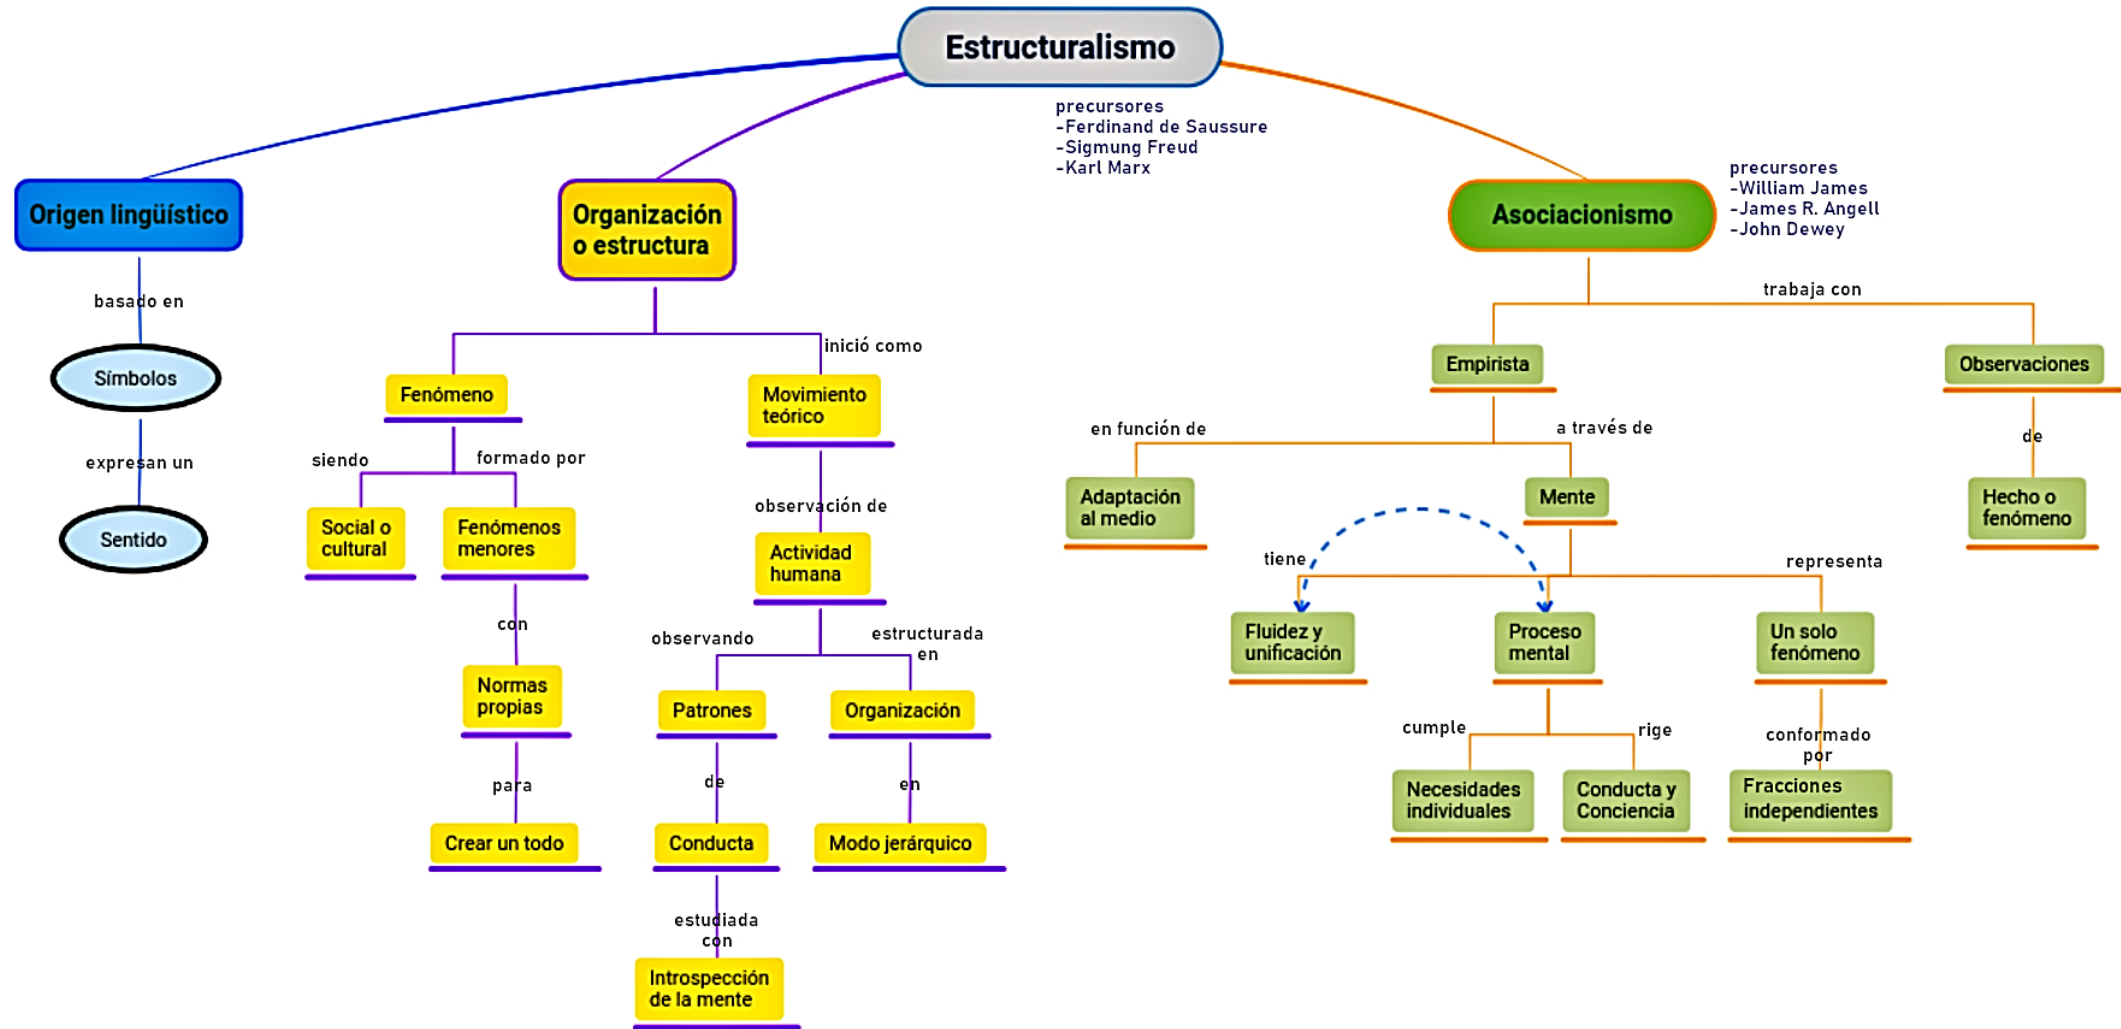 Estructuralismo
precursores
-Ferdinand de Saussure
-Sigmung Freud
-Karl Marx
Origen lingüístico
basado en
Símbolos
expresan un
Sentido
Organización
o estructura
Fenómeno
siendo
Social o
cultural
formado por
Fenómenos
menores
con
Normas
propias
para
Crear un todo
inició como
Movimiento
teórico
observación de
Actividad
humana
observando
Patrones
de
Conducta
estudiada
con
Introspección
de la mente
estructurada
en
Organización
en
Modo jerárquico
Asociacionismo
precursores
-William James
-James R. Angell
-John Dewey
Empirista
en función de
Adaptación
al medio
a través de
Mente
tiene
Fluidez y
unificación
Proceso
mental
cumple
Necesidades
individuales
rige
Conducta y
Conciencia
representa
Un solo
fenómeno
conformado
por
Fracciones
independientes
trabaja con
Observaciones
de
Hecho o
fenómeno